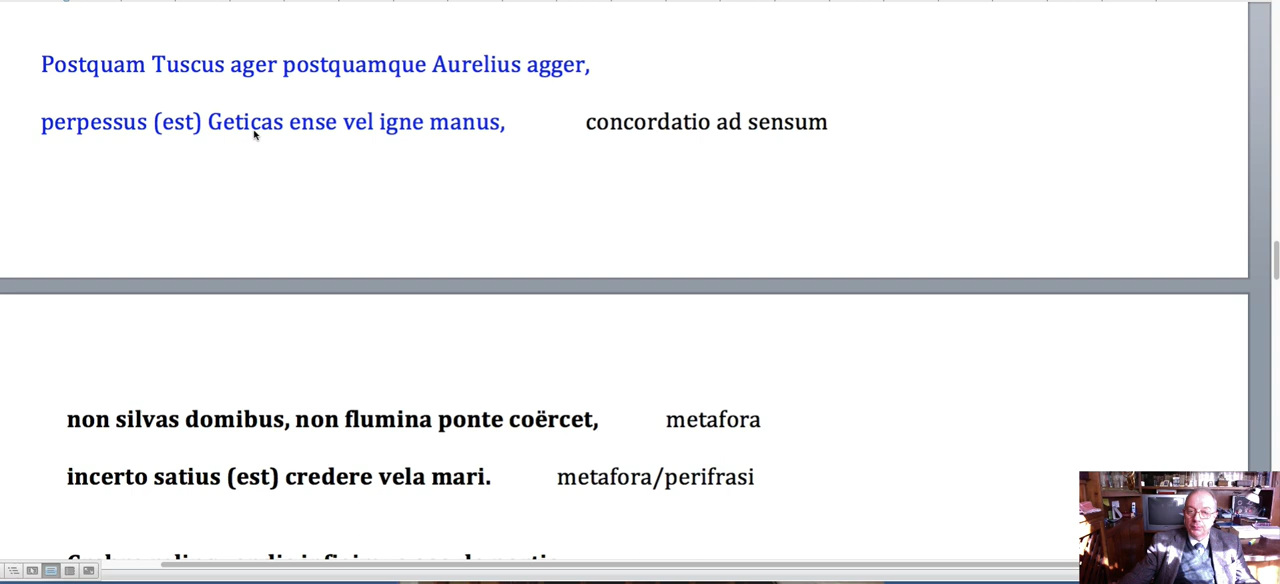 Postquam Tuscus ager postquamque Aurelius agger,
perpessus (est) Geticas ense vel igne manus, concordatio ad sensum
non silvas domibus, non flumina ponte coërcet, metafora
incerto satius (est) credere vela mari. metafora/perifrasi